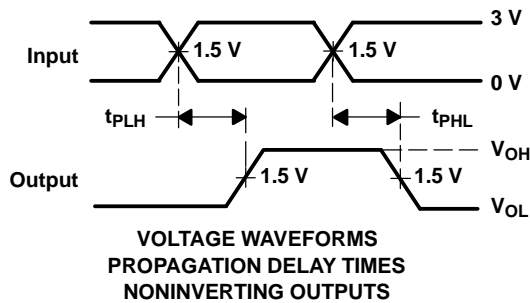 3 V
Input
1.5 V
1.5 V
0 V
tPLH
tPHL
VOH
Output
1.5 V
1.5 V
VOL
VOLTAGE WAVEFORMS
PROPAGATION DELAY TIMES
NONINVERTING OUTPUTS